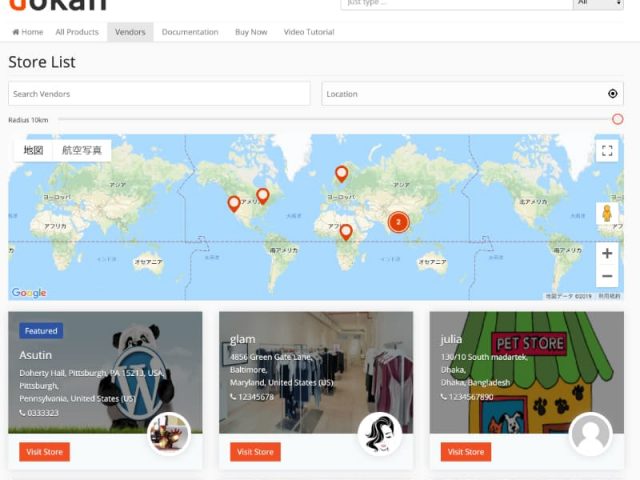 dokan
Just type ...
All
Home
All Products
Vendors
Documentation
Buy Now
Video Tutorial
Store List
Search Vendors
Location
Radius 10km
地図
航空写真
ヨーロッパ
アジア
北アメリカ
ヨーロッパ
アジア
北アメリカ
大西洋
大西洋
アフリカ
アフリカ
2
インド洋
オセアニア
南アメリカ
インド洋
オセアニア
南アメリカ
Google
地図データ ©2019
利用規約
Featured
Asutin
Doherty Hall, Pittsburgh, PA 15213, USA,
Pittsburgh,
Pennsylvania, United States (US)
0333323
W
Visit Store
glam
4856 Green Gate Lane,
Baltimore,
Maryland, United States (US)
12345678
Visit Store
PET STORE
julia
130/10 South madartek,
Dhaka,
Dhaka, Bangladesh
1234567890
Visit Store